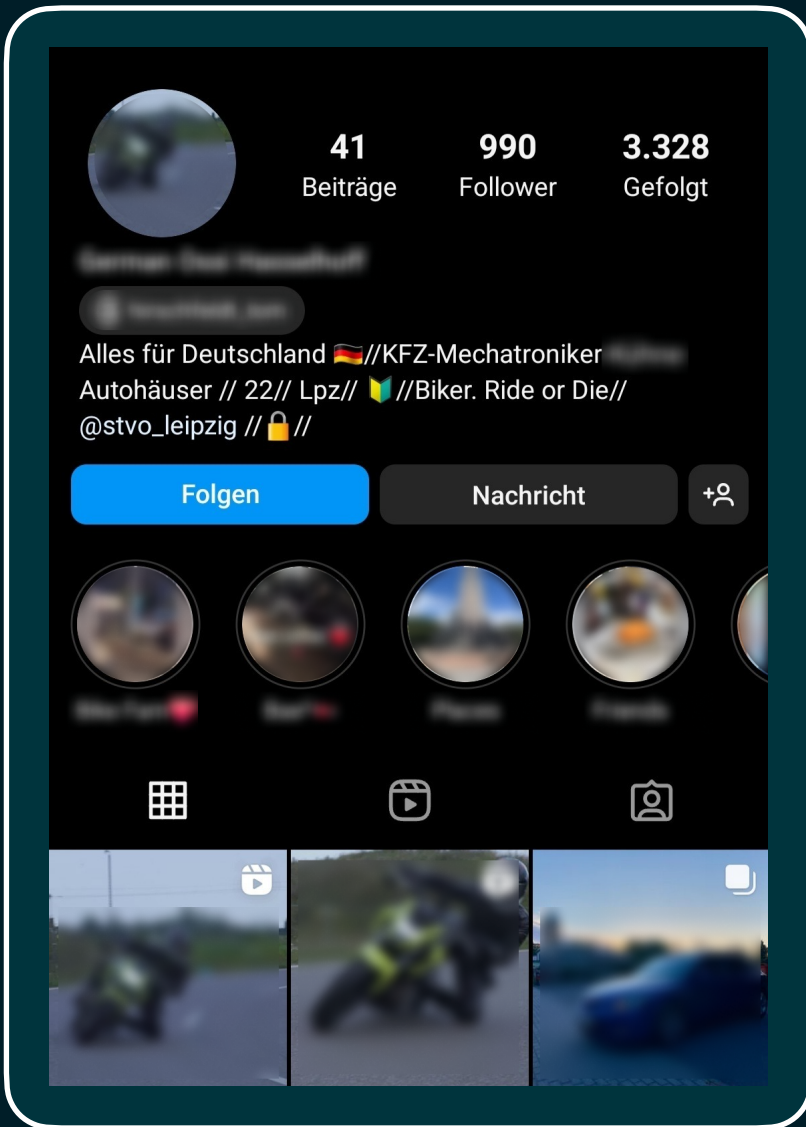 41 990 3.328
Beiträge Follower Gefolgt
Alles für Deutschland 🇩🇪//KFZ-Mechatroniker
Autohäuser // 22// Lpz// 🔰//Biker. Ride or Die//
@stvo_leipzig //🔒//
Folgen Nachricht